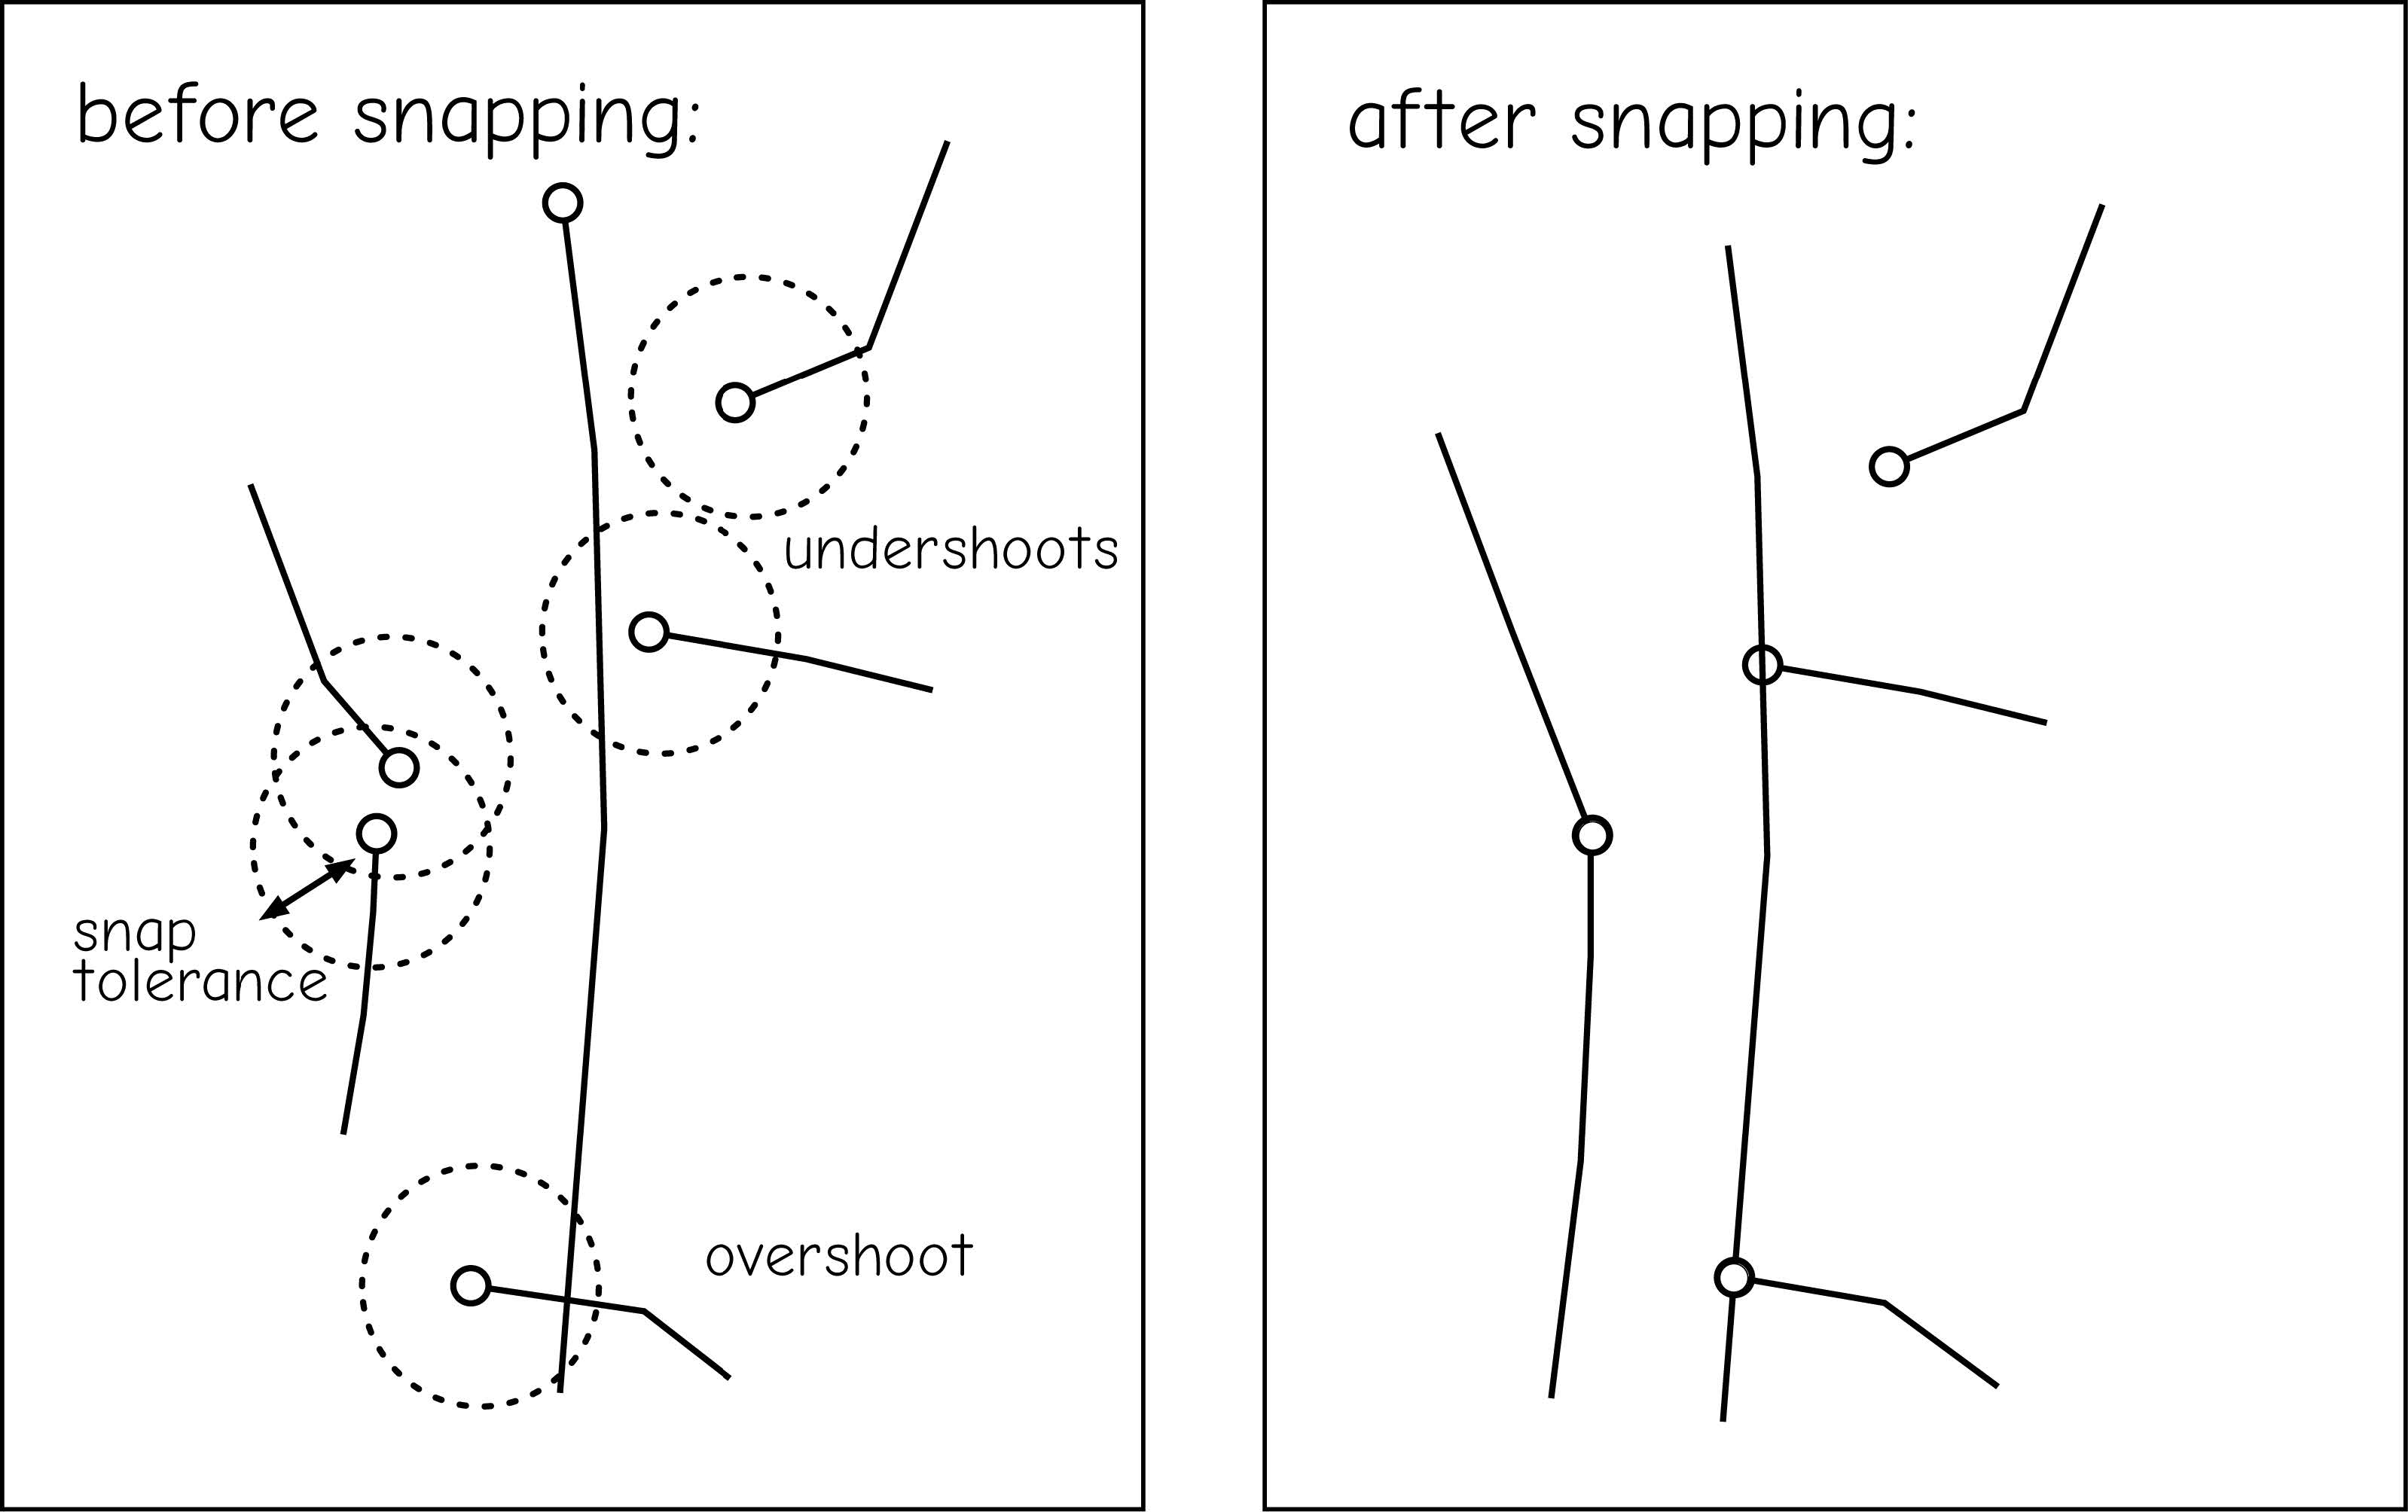 before snapping:
undershoots
snap
tolerance
overshoot
after snapping: